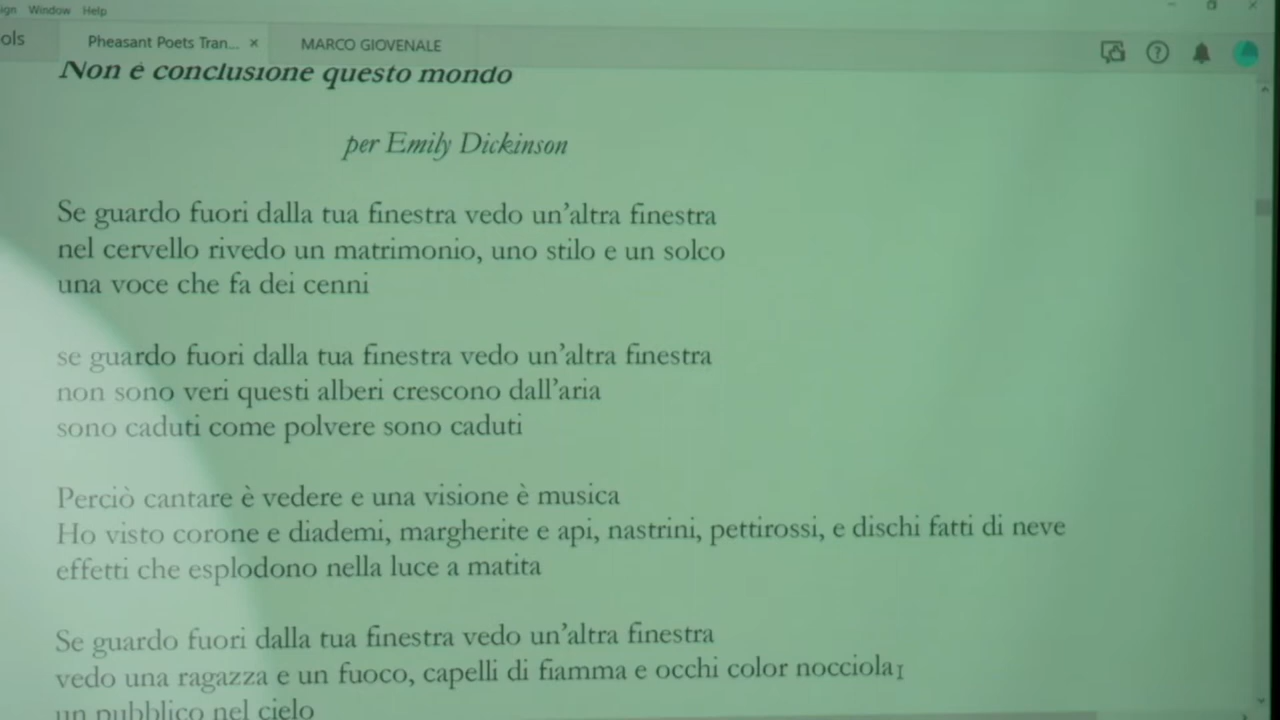 ign Window Help
ols Pheasant Poets Tran... × MARCO GIOVENALE
Non è conclusione questo mondo
per Emily Dickinson
Se guardo fuori dalla tua finestra vedo un'altra finestra
nel cervello rivedo un matrimonio, uno stilo e un solco
una voce che fa dei cenni
se guardo fuori dalla tua finestra vedo un'altra finestra
non sono veri questi alberi crescono dall'aria
sono caduti come polvere sono caduti
Perciò cantare è vedere e una visione è musica
Ho visto corone e diademi, margherite e api, nastrini, pettirossi, e dischi fatti di neve
effetti che esplodono nella luce a matita
Se guardo fuori dalla tua finestra vedo un'altra finestra
vedo una ragazza e un fuoco, capelli di fiamma e occhi color nocciola
un pubblico nel cielo